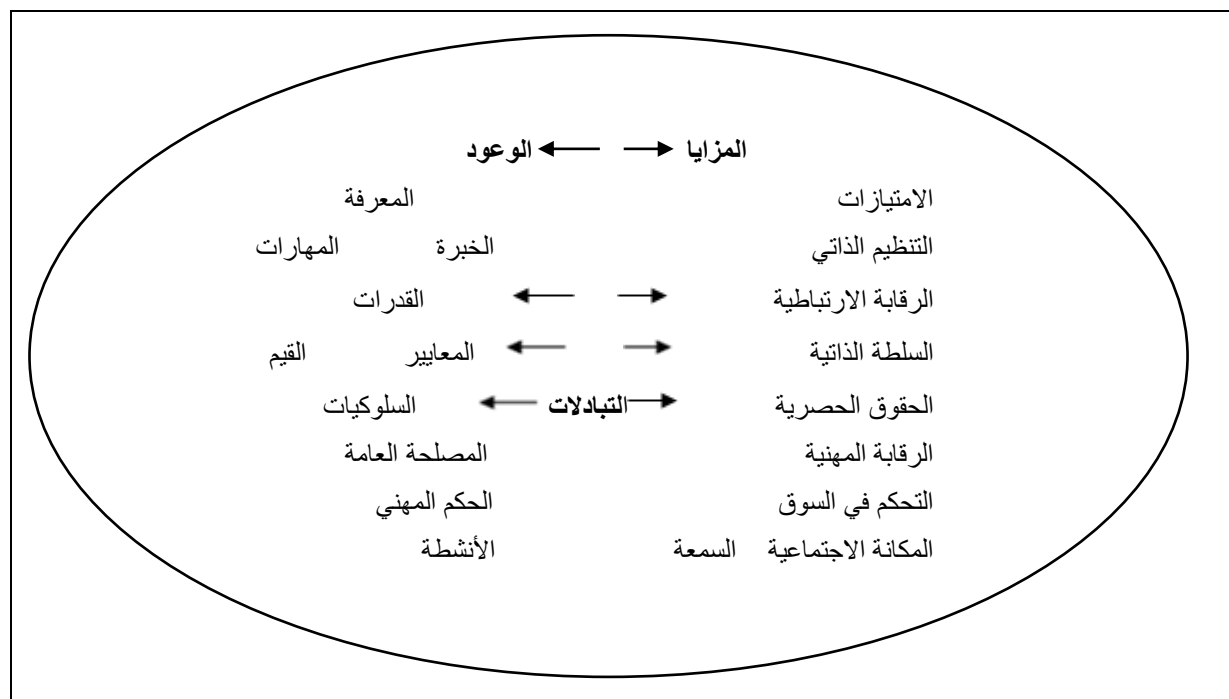 المزايا الوعود
الامتيازات المعرفة
التنظيم الذاتي الخبرة المهارات
الرقابة الارتباطية القدرات
السلطة الذاتية المعايير القيم
الحقوق الحصرية التبادلات السلوكيات
الرقابة المهنية المصلحة العامة
التحكم في السوق الحكم المهني
المكانة الاجتماعية السمعة الأنشطة